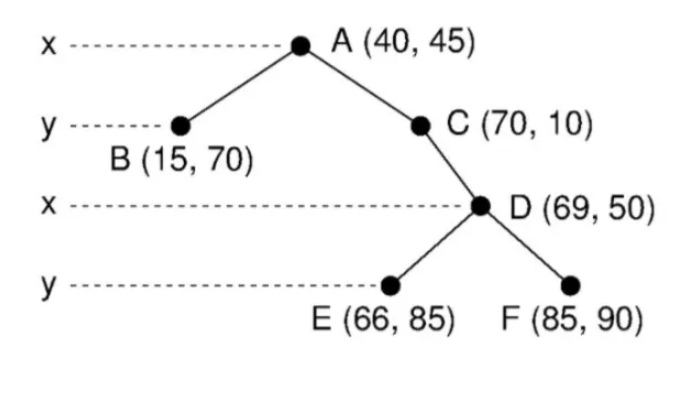 x A (40, 45)
y C (70, 10)
B (15, 70)
x D (69, 50)
y
E (66, 85) F (85, 90)